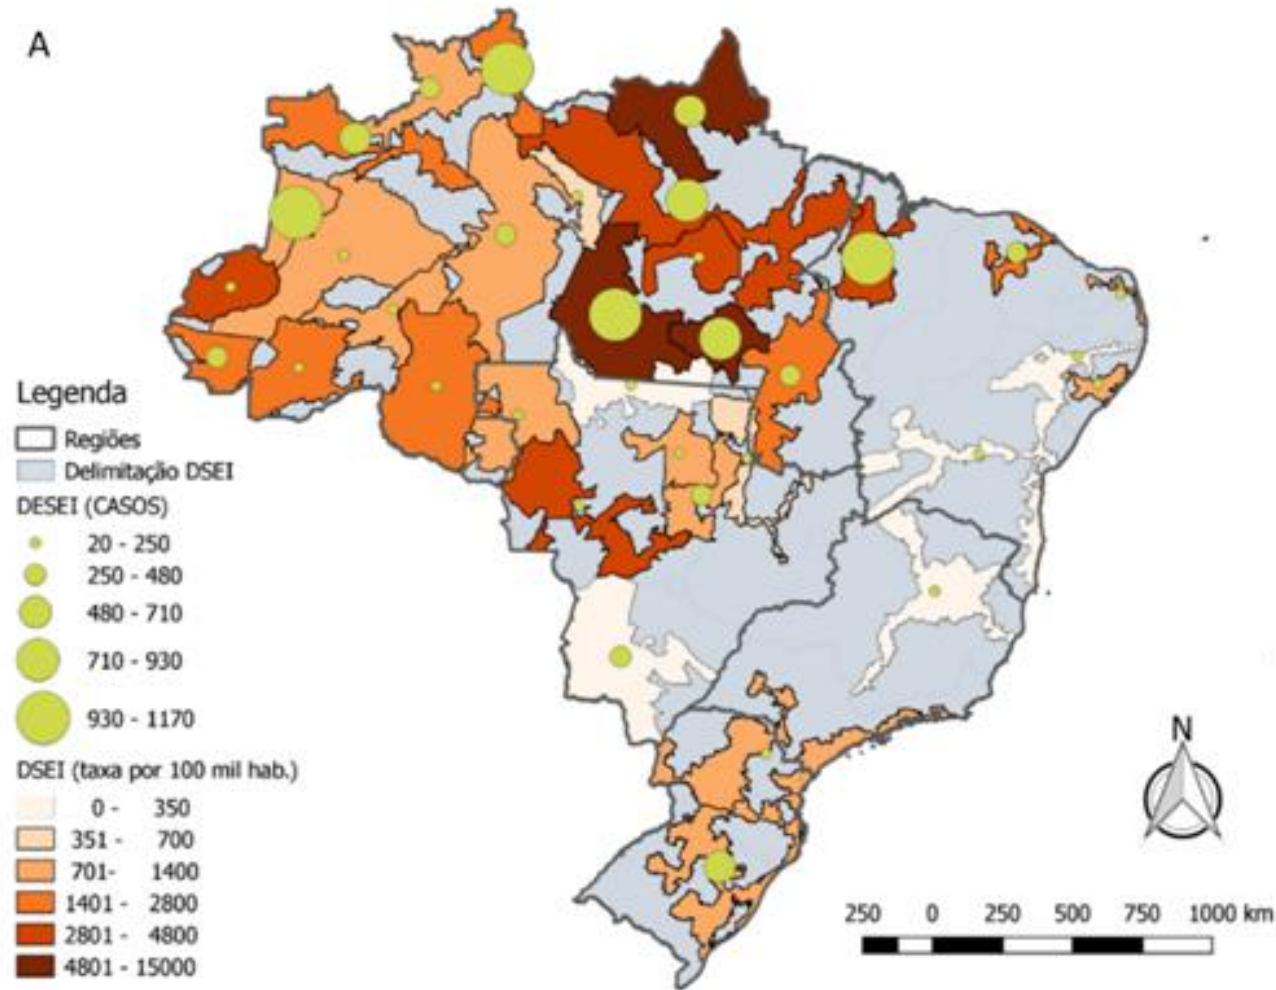 A
Legenda
Regiões
Delimitação DSEI
DESEI (CASOS)
20 - 250
250 - 480
480 - 710
710 - 930
930 - 1170
DSEI (taxa por 100 mil hab.)
0 - 350
351 - 700
701- 1400
1401 - 2800
2801 - 4800
4801 - 15000
N
250 0 250 500 750 1000 km